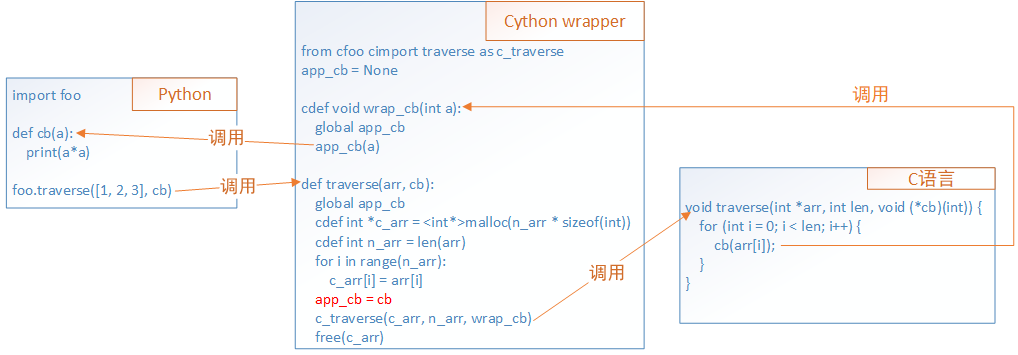 Python
import foo
def cb(a):
print(a*a)
foo.traverse([1, 2, 3], cb)
调用
调用
Cython wrapper
from cfoo cimport traverse as c_traverse
app_cb = None
cdef void wrap_cb(int a):
global app_cb
app_cb(a)
def traverse(arr, cb):
global app_cb
cdef int *c_arr = <int*>malloc(n_arr * sizeof(int))
cdef int n_arr = len(arr)
for i in range(n_arr):
c_arr[i] = arr[i]
app_cb = cb
c_traverse(c_arr, n_arr, wrap_cb)
free(c_arr)
调用
调用
C语言
void traverse(int *arr, int len, void (*cb)(int)) {
for (int i = 0; i < len; i++) {
cb(arr[i]);
}
}